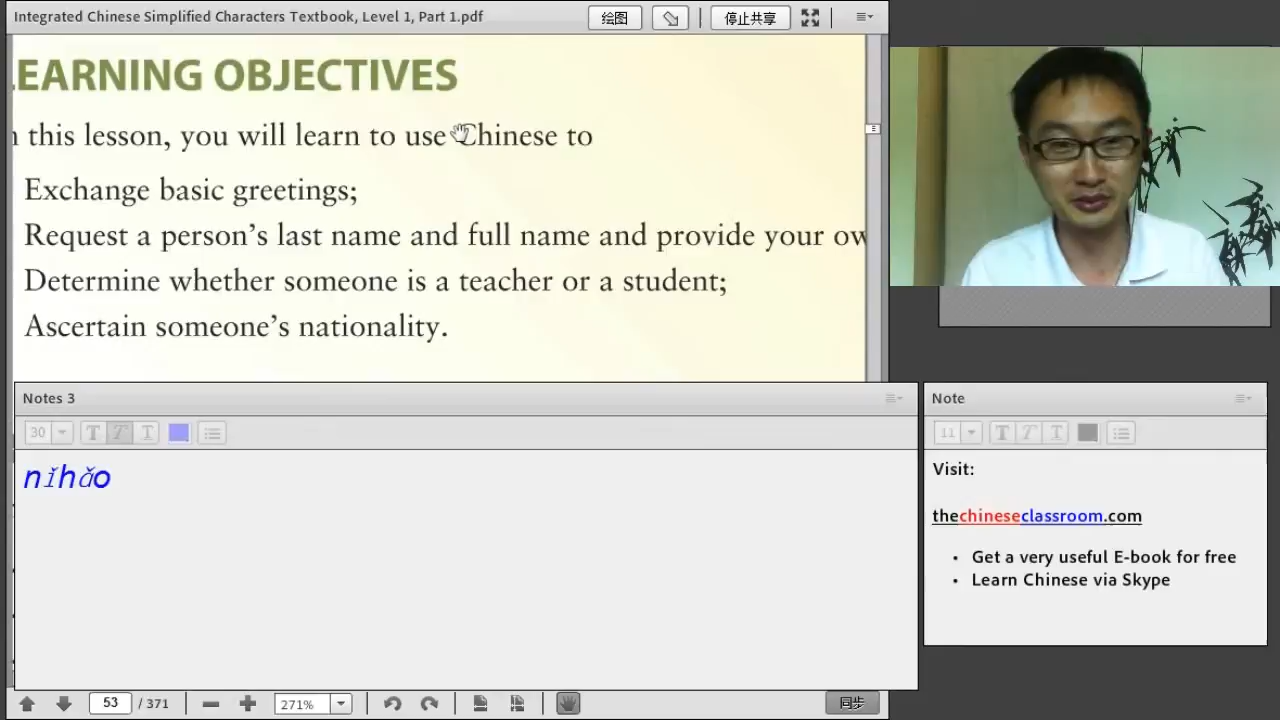 Integrated Chinese Simplified Characters Textbook, Level 1, Part 1.pdf
绘图
停止共享
EARNING OBJECTIVES
this lesson, you will learn to use Chinese to
Exchange basic greetings;
Request a person's last name and full name and provide your ow
Determine whether someone is a teacher or a student;
Ascertain someone's nationality.
Notes 3
30 T T T
nǐhǎo
Note
11 T T T
Visit:
thechineseclassroom.com
• Get a very useful E-book for free
• Learn Chinese via Skype
53 / 371
271%
同步